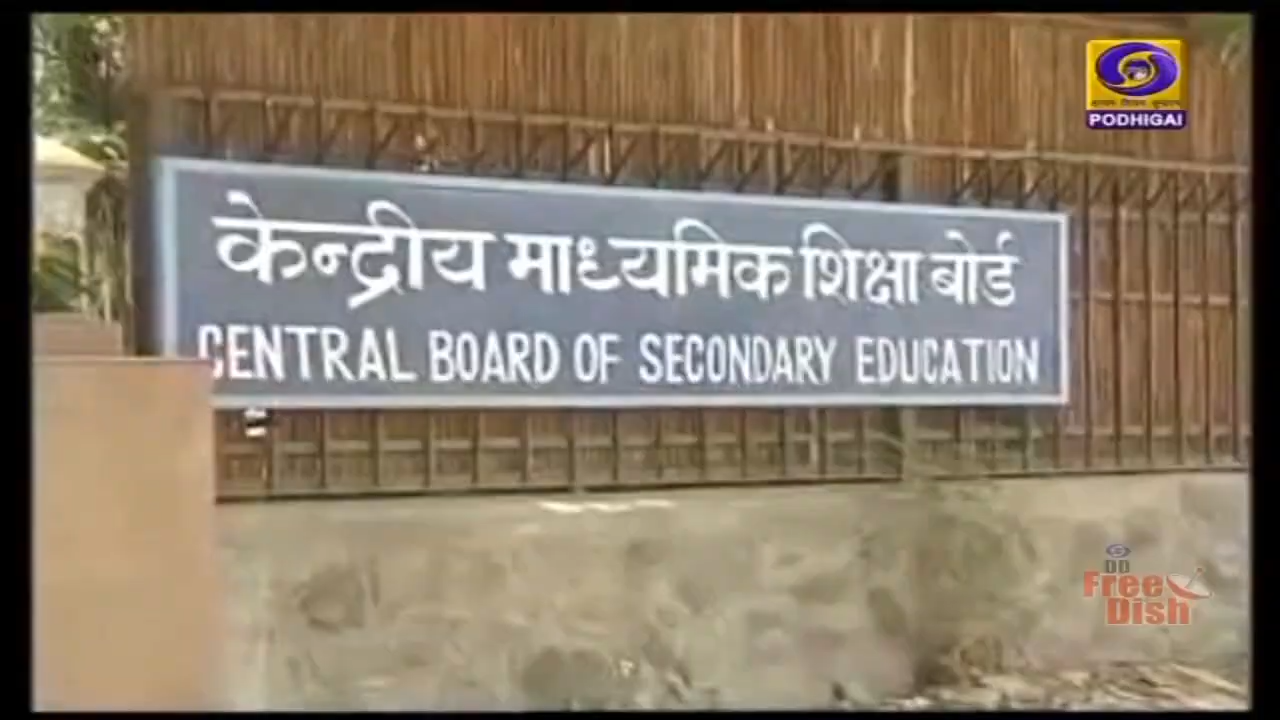 PODHIGAI
केन्द्रीय माध्यमिक शिक्षा बोर्ड
CENTRAL BOARD OF SECONDARY EDUCATION
DD
Free
Dish